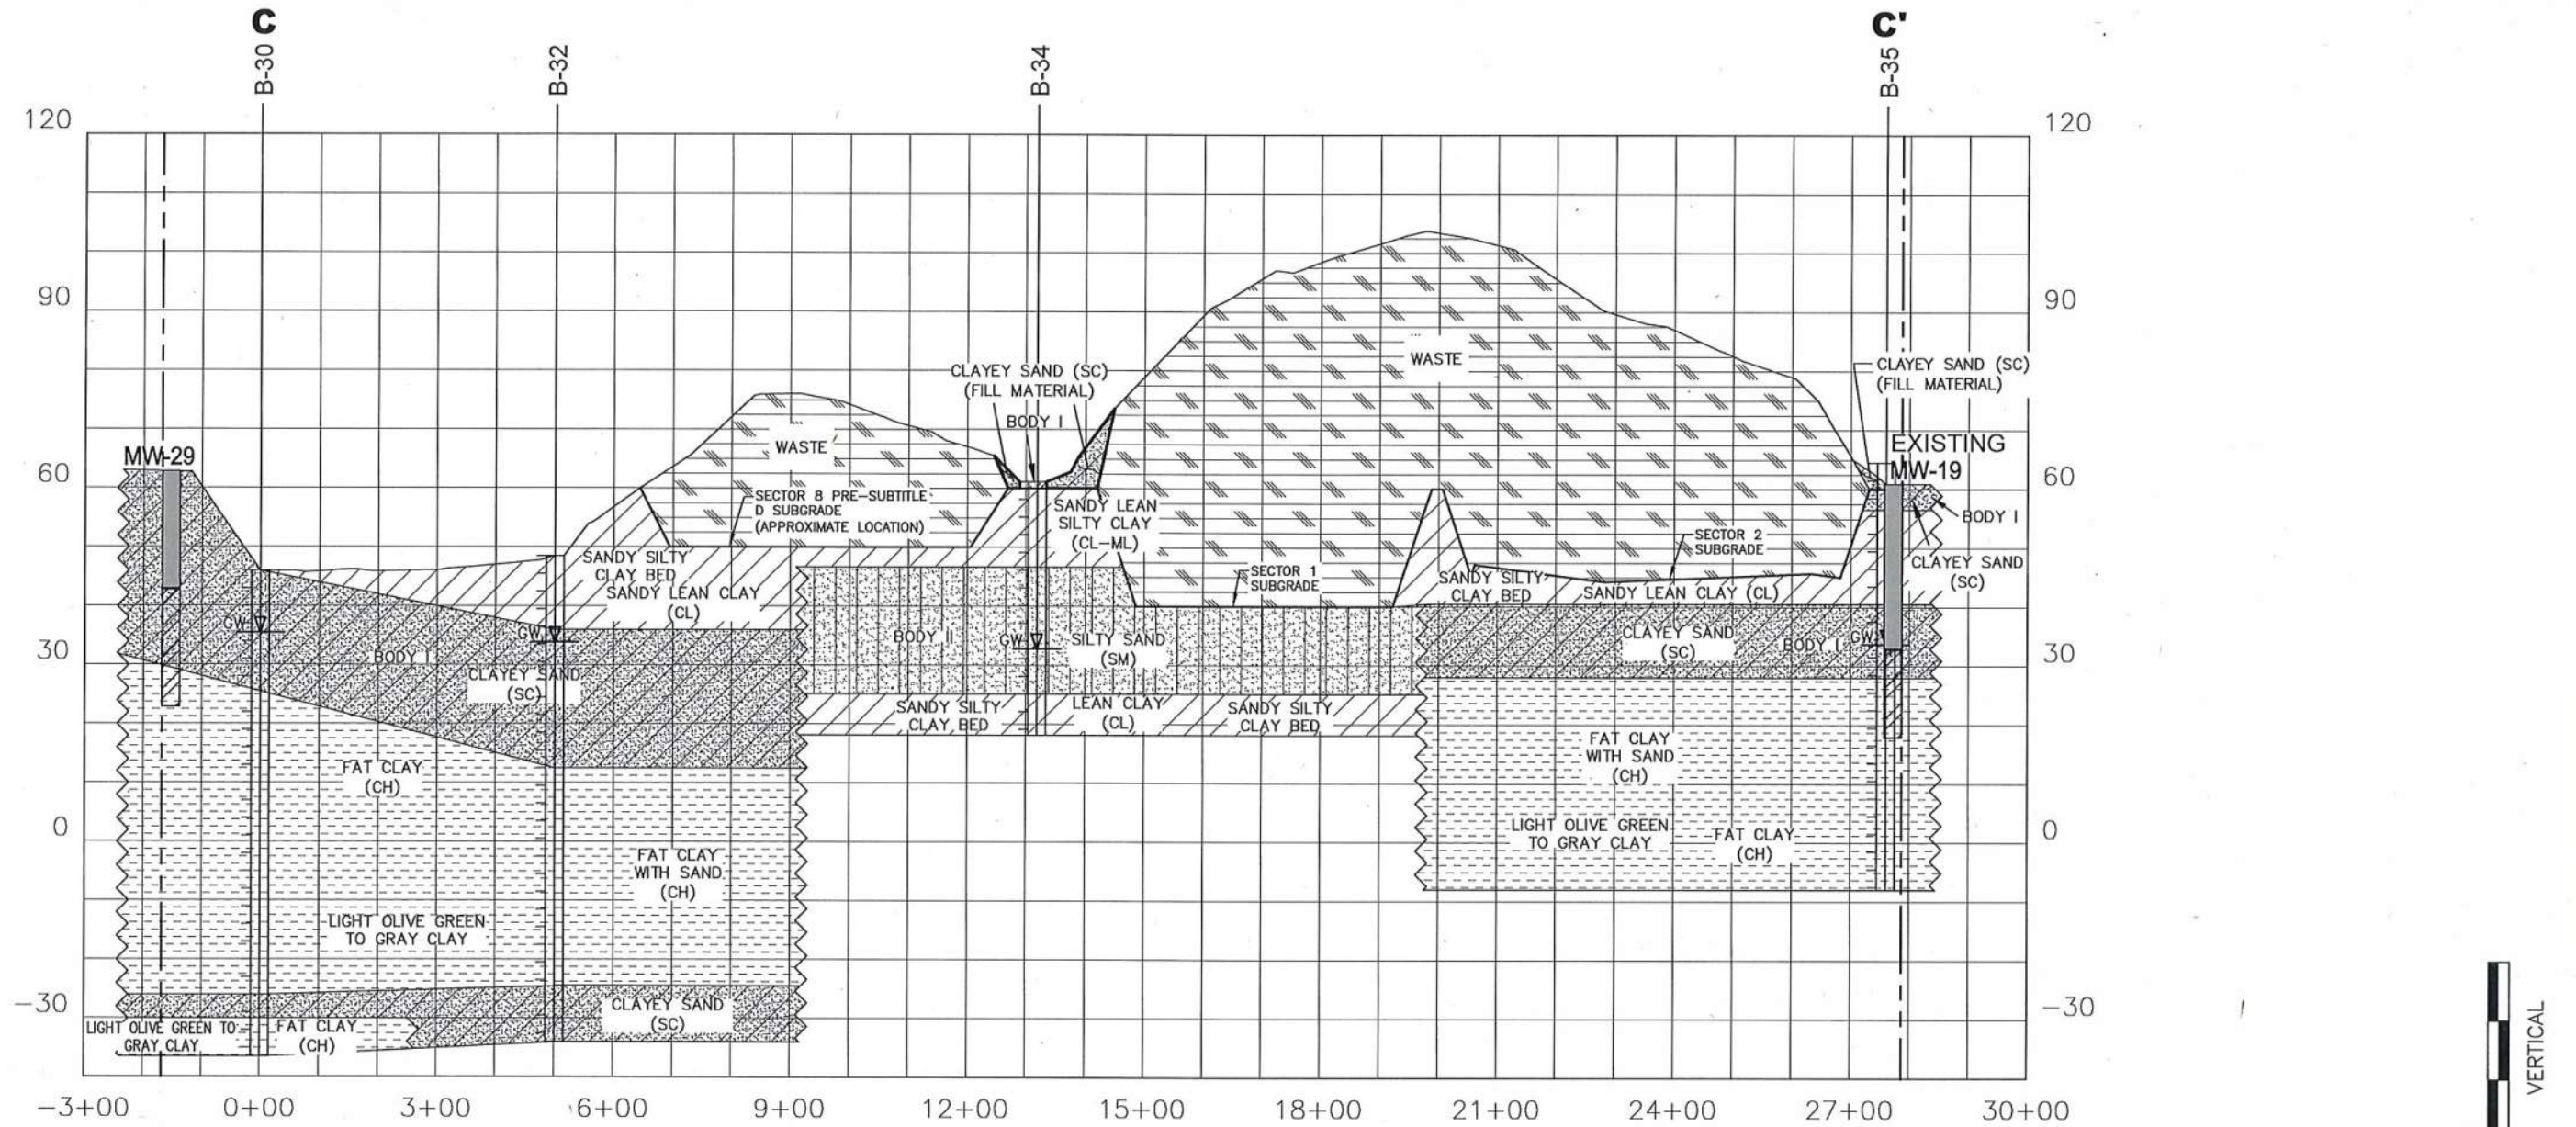 C
C'
B-30
B-32
B-34
B-35
120
120
90
90
CLAYEY SAND (SC)
(FILL MATERIAL)
BODY I
WASTE
CLAYEY SAND (SC)
(FILL MATERIAL)
WASTE
MW-29
EXISTING
MW-19
60
60
SECTOR 8 PRE-SUBTITLE
D SUBGRADE
(APPROXIMATE LOCATION)
SANDY LEAN
SILTY CLAY
(CL-ML)
BODY I
SECTOR 2
SUBGRADE
CLAYEY SAND
(SC)
SANDY SILTY
CLAY BED
SANDY LEAN CLAY
(CL)
SECTOR 1
SUBGRADE
SANDY SILTY
CLAY BED
SANDY LEAN CLAY (CL)
GW
GW
BODY II
GW
SILTY SAND
(SM)
CLAYEY SAND
(SC)
BODY I
GW
30
30
BODY I
CLAYEY SAND
(SC)
SANDY SILTY
CLAY BED
LEAN CLAY
(CL)
SANDY SILTY
CLAY BED
FAT CLAY
(CH)
FAT CLAY
WITH SAND
(CH)
0
0
LIGHT OLIVE GREEN
TO GRAY CLAY
FAT CLAY
(CH)
FAT CLAY
WITH SAND
(CH)
LIGHT OLIVE GREEN
TO GRAY CLAY
-30
-30
CLAYEY SAND
(SC)
LIGHT OLIVE GREEN TO
GRAY CLAY
FAT CLAY
(CH)
VERTICAL
-3+00
0+00
3+00
6+00
9+00
12+00
15+00
18+00
21+00
24+00
27+00
30+00